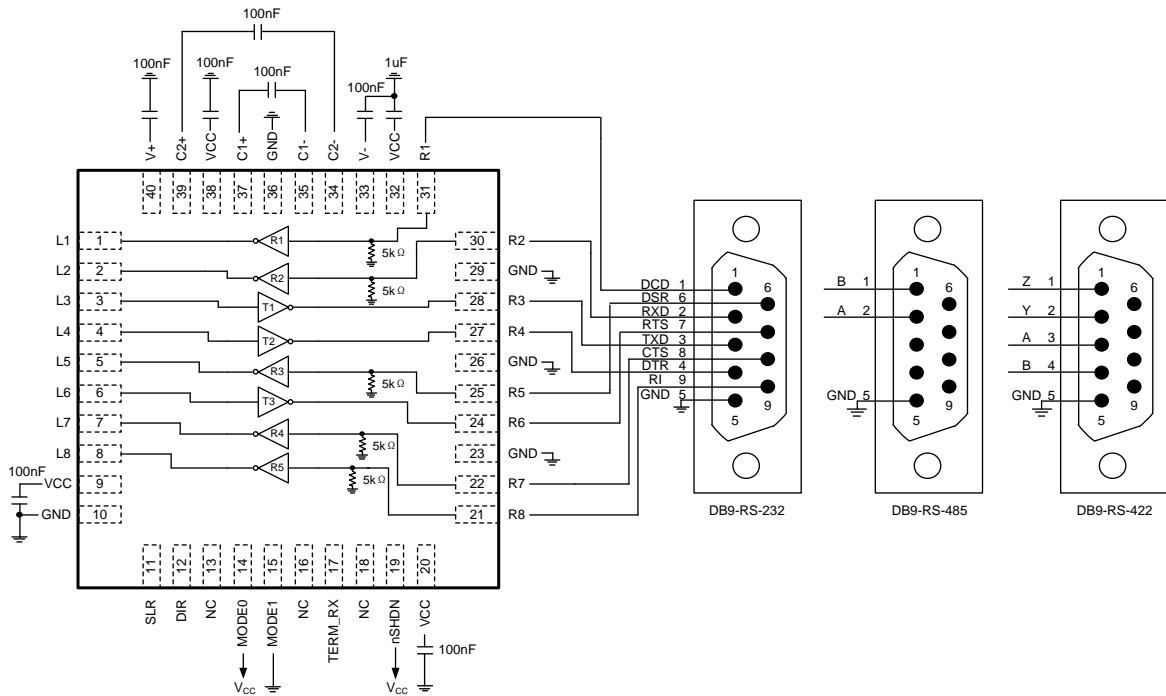 100nF
100nF
100nF
100nF
100nF
1uF
V+
C2+
VCC
C1+
GND
C1-
C2-
V-
VCC
R1
40
39
38
37
36
35
34
33
32
31
L1
1
R1
5kΩ
30
R2
L2
2
R2
5kΩ
29
GND
L3
3
T1
28
R3
L4
4
T2
27
R4
L5
5
R3
5kΩ
26
GND
L6
6
T3
25
R5
L7
7
R4
5kΩ
24
R6
L8
8
R5
5kΩ
23
GND
100nF
VCC
9
22
R7
GND
10
21
R8
11
12
13
14
15
16
17
18
19
20
SLR
DIR
NC
MODE0
MODE1
NC
TERM_RX
NC
nSHDN
VCC
100nF
VCC
VCC
DCD 1
DSR 6
RXD 2
RTS 7
TXD 3
CTS 8
DTR 4
RI 9
GND 5
1
6
5
9
DB9-RS-232
B 1
A 2
GND 5
1
6
5
9
DB9-RS-485
Z 1
Y 2
A 3
B 4
GND 5
1
6
5
9
DB9-RS-422